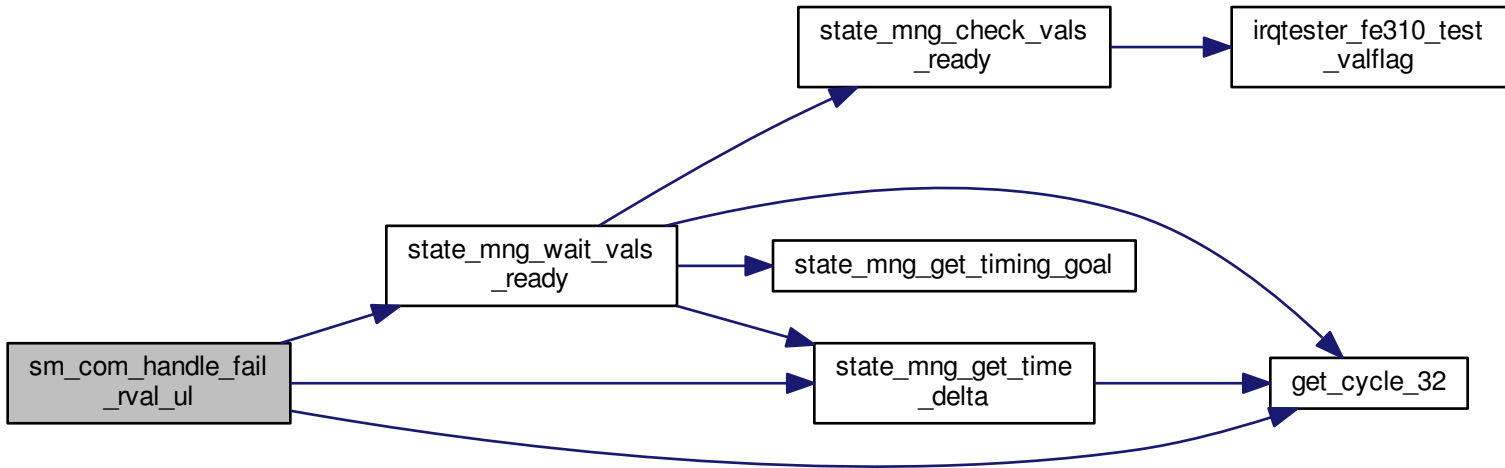 state_mng_check_vals
_ready
irqtester_fe310_test
_valflag
state_mng_wait_vals
_ready
state_mng_get_timing_goal
sm_com_handle_fail
_rval_ul
state_mng_get_time
_delta
get_cycle_32